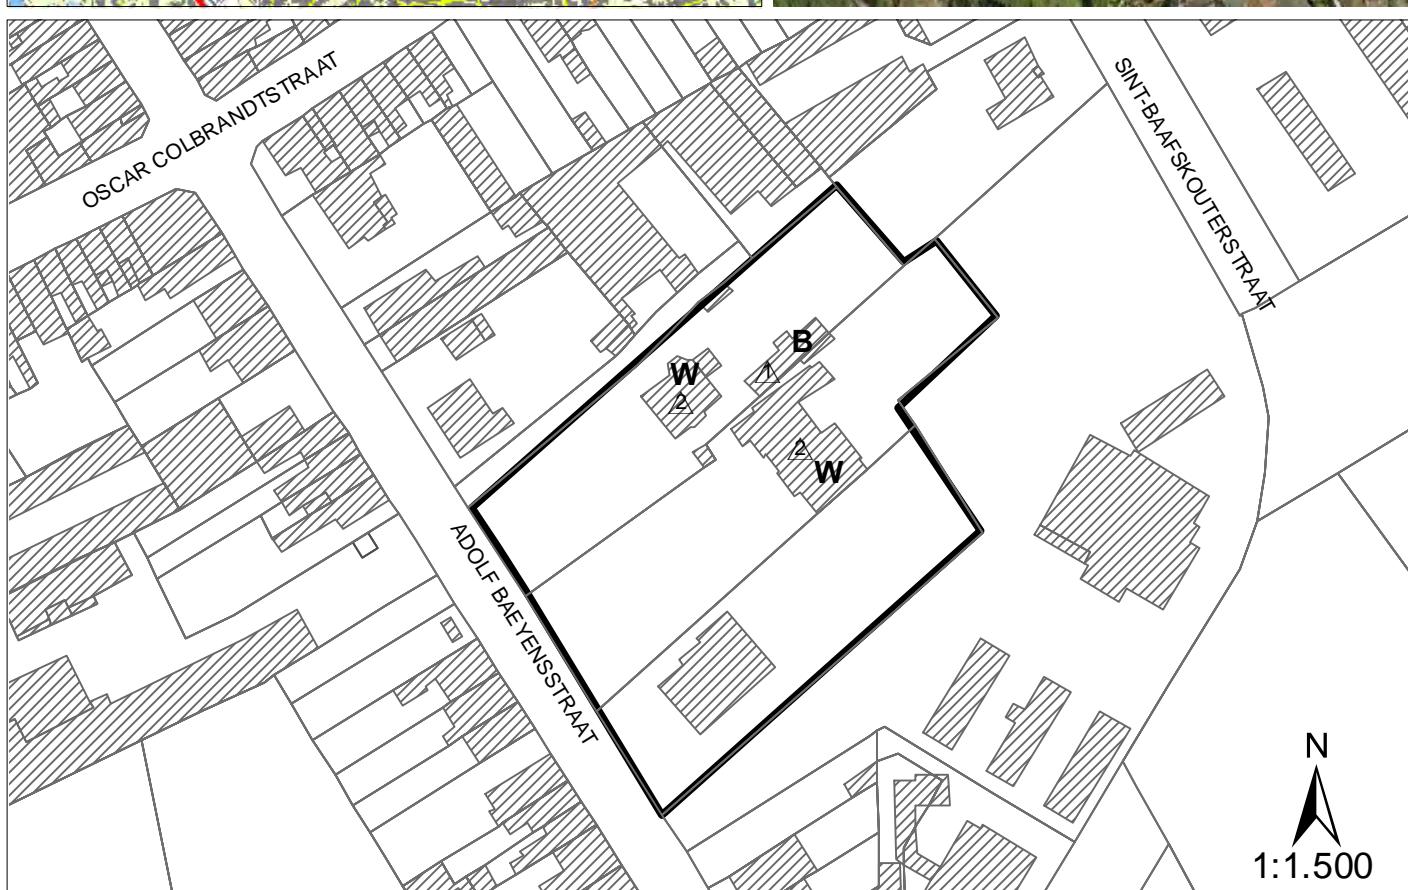 OSCAR COLBRANDTSTRAAT
SINT-BAAFSKOUTERSTRAAT
B
1
W
2
2
W
ADOLF BAEYENSSTRAAT
N
1:1.500